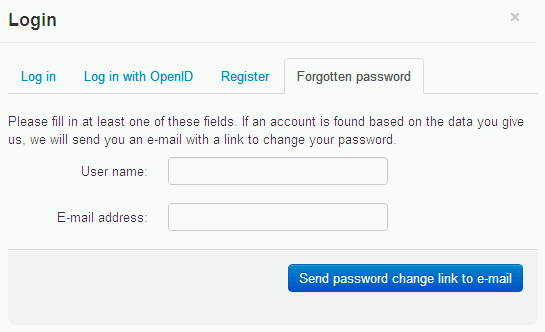 Login
×
Log in Log in with OpenID Register Forgotten password
Please fill in at least one of these fields. If an account is found based on the data you give
us, we will send you an e-mail with a link to change your password.
User name:
E-mail address:
Send password change link to e-mail